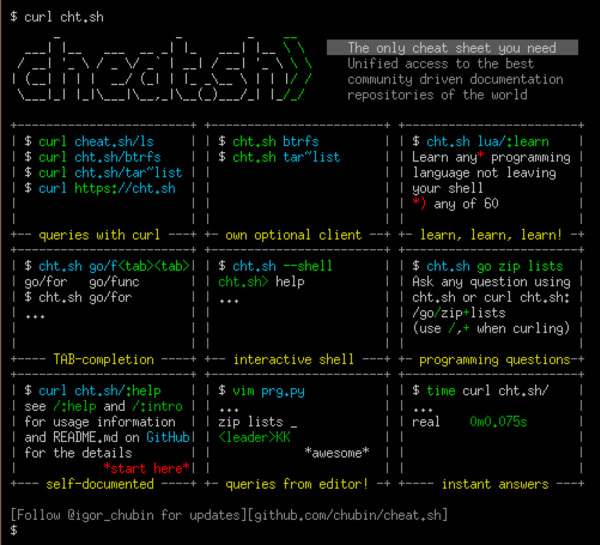 $ curl cht.sh
cheat.sh
The only cheat sheet you need
Unified access to the best
community driven documentation
repositories of the world
$ curl cheat.sh/ls
$ curl cht.sh/btrfs
$ curl cht.sh/tar~list
$ curl https://cht.sh
queries with curl
$ cht.sh btrfs
$ cht.sh tar~list
own optional client
$ cht.sh lua/:learn
Learn any* programming
language not leaving
your shell
*) any of 60
learn, learn, learn!
$ cht.sh go/f<tab><tab>
go/for go/func
$ cht.sh go/for
...
TAB-completion
$ cht.sh --shell
cht.sh> help
...
interactive shell
$ cht.sh go zip lists
Ask any question using
cht.sh or curl cht.sh:
/go/zip+lists
(use /,+ when curling)
programming questions
$ curl cht.sh/:help
see /:help and /:intro
for usage information
and README.md on GitHub
for the details
*start here*
self-documented
$ vim prg.py
...
zip lists _
<leader>KK
*awesome*
queries from editor!
$ time curl cht.sh/
...
real 0m0.075s
instant answers
[Follow @igor_chubin for updates][github.com/chubin/cheat.sh]
$